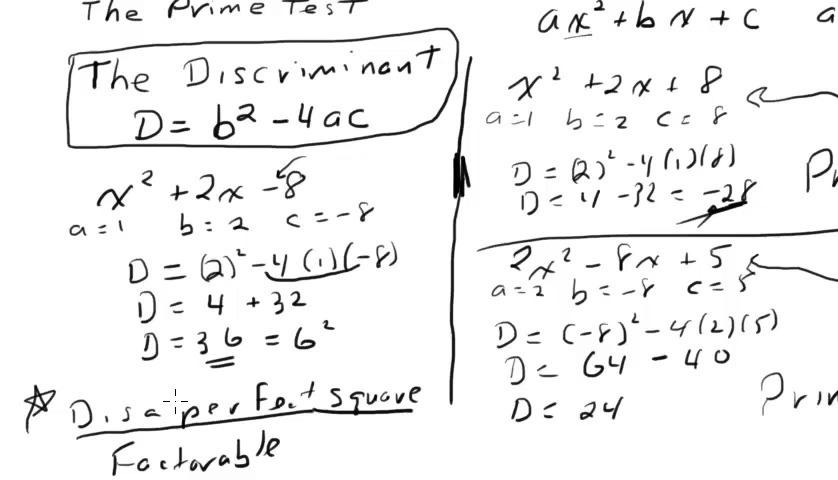 The Prime Test
The Discriminant
D = b² - 4ac
x² + 2x - 8
a = 1 b = 2 c = -8
D = (2)² - 4(1)(-8)
D = 4 + 32
D = 36 = 6²
D is a perfect square
Factorable
ax² + bx + c a
x² + 2x + 8
a = 1 b = 2 c = 8
D = (2)² - 4(1)(8)
D = 4 - 32 = -28
2x² - 8x + 5
a = 2 b = -8 c = 5
D = (-8)² - 4(2)(5)
D = 64 - 40
D = 24